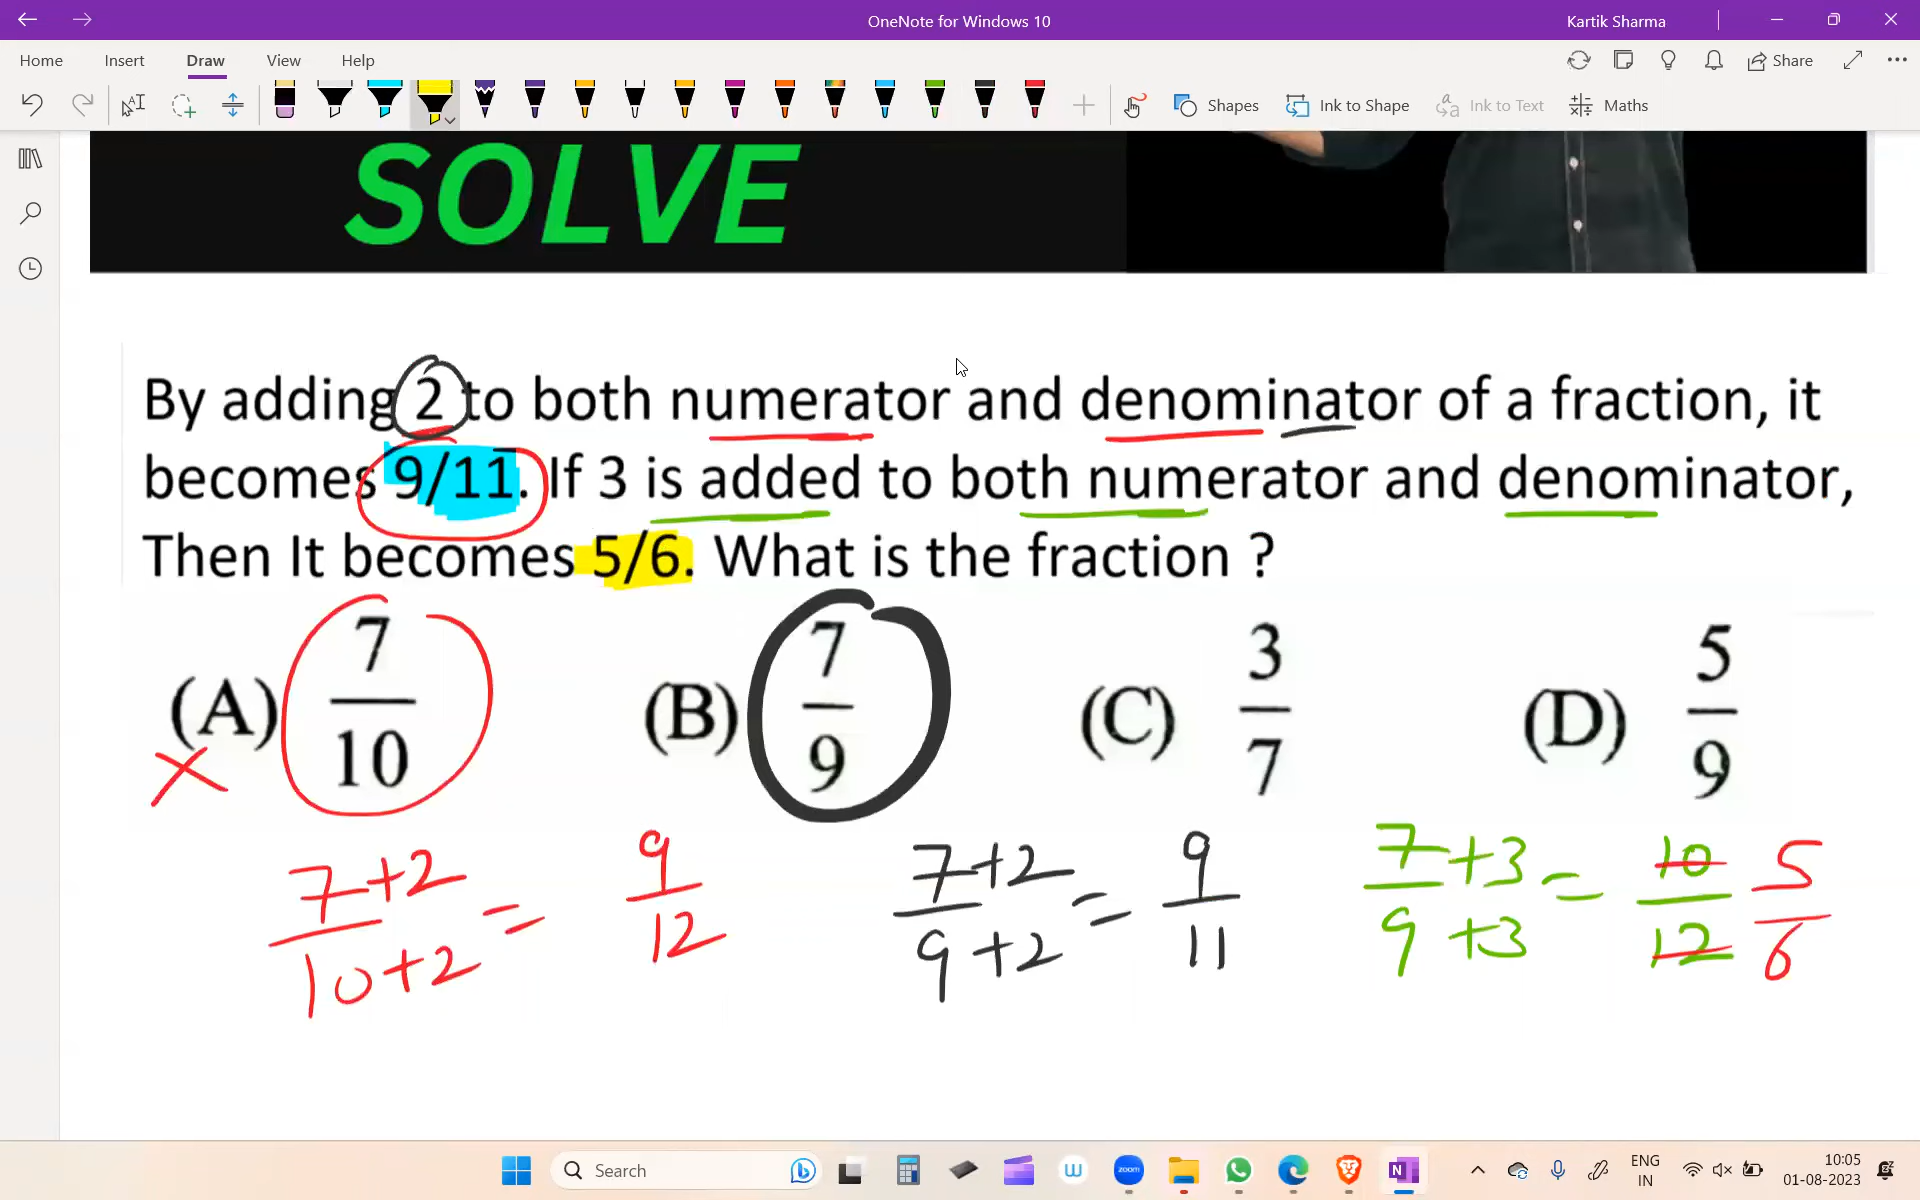 OneNote for Windows 10
Kartik Sharma
Home Insert Draw View Help
Share
Shapes Ink to Shape Ink to Text Maths
SOLVE
By adding 2 to both numerator and denominator of a fraction, it
becomes 9/11. If 3 is added to both numerator and denominator,
Then It becomes 5/6. What is the fraction ?
(A) 7/10 (B) 7/9 (C) 3/7 (D) 5/9
7+2/10+2 = 9/12
7+2/9+2 = 9/11
7+3/9+3 = 10/12 5/6
Search
zoom
ENG
IN
10:05
01-08-2023